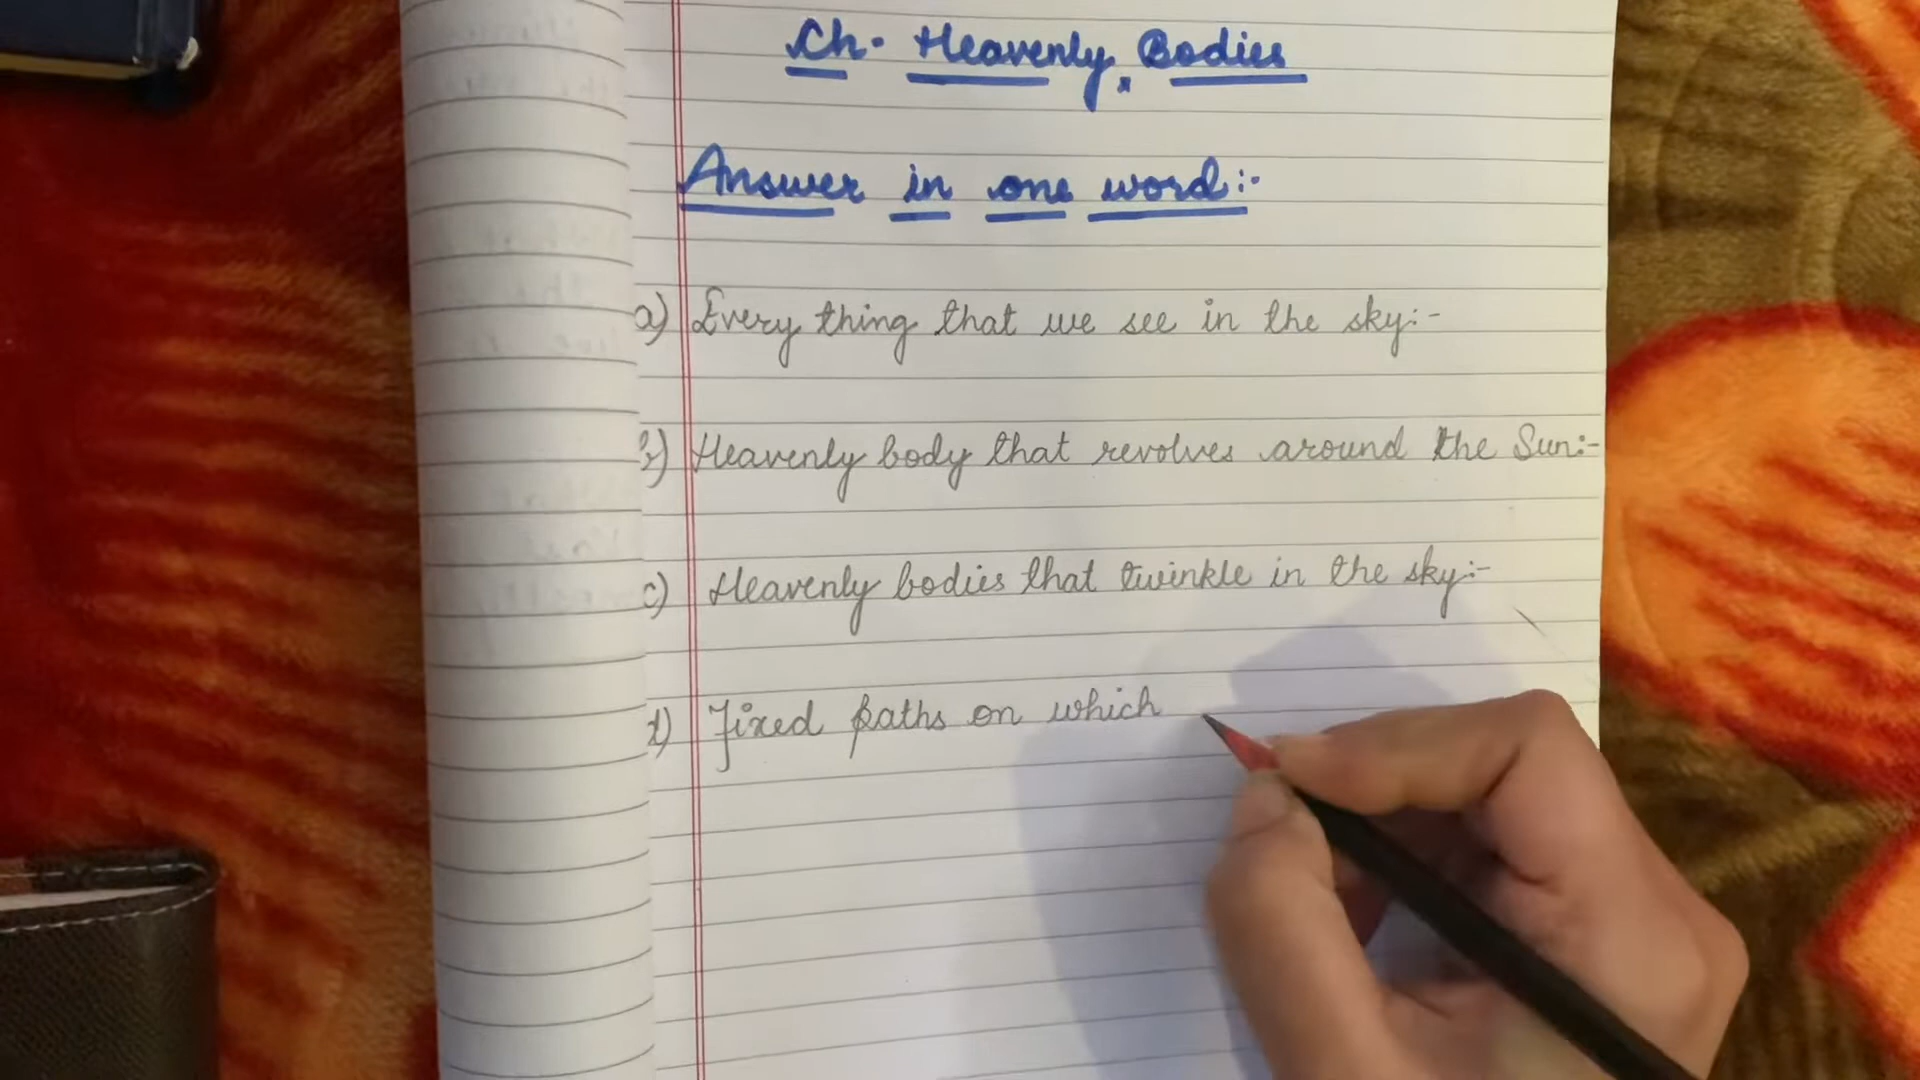 Ch. Heavenly Bodies
Answer in one word:-
a) Every thing that we see in the sky:-
b) Heavenly body that revolves around the Sun:-
c) Heavenly bodies that twinkle in the sky:-
d) Fixed paths on which